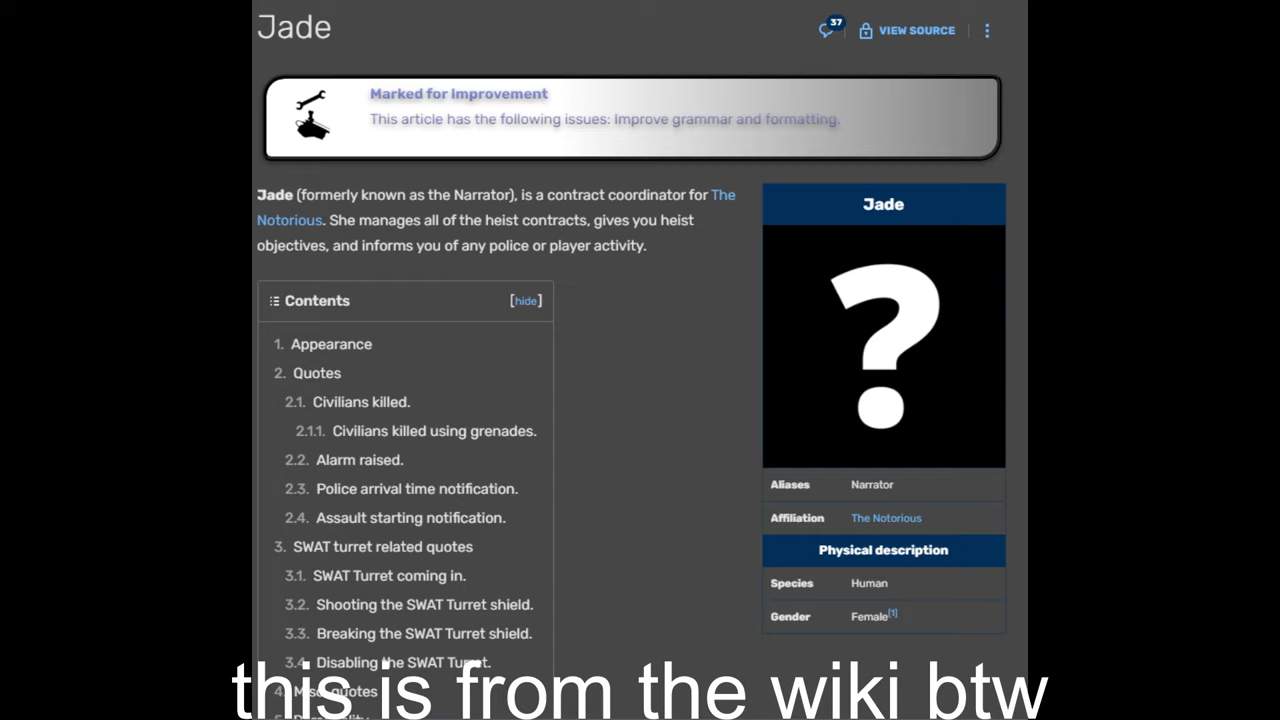 Jade
37
VIEW SOURCE
Marked for Improvement
This article has the following issues: Improve grammar and formatting.
Jade (formerly known as the Narrator), is a contract coordinator for The
Notorious. She manages all of the heist contracts, gives you heist
objectives, and informs you of any police or player activity.
Contents [hide]
1. Appearance
2. Quotes
2.1. Civilians killed.
2.1.1. Civilians killed using grenades.
2.2. Alarm raised.
2.3. Police arrival time notification.
2.4. Assault starting notification.
3. SWAT turret related quotes
3.1. SWAT Turret coming in.
3.2. Shooting the SWAT Turret shield.
3.3. Breaking the SWAT Turret shield.
3.4. Disabling the SWAT Turret.
4. Misc quotes
Jade
?
Aliases Narrator
Affiliation The Notorious
Physical description
Species Human
Gender Female[1]
this is from the wiki btw